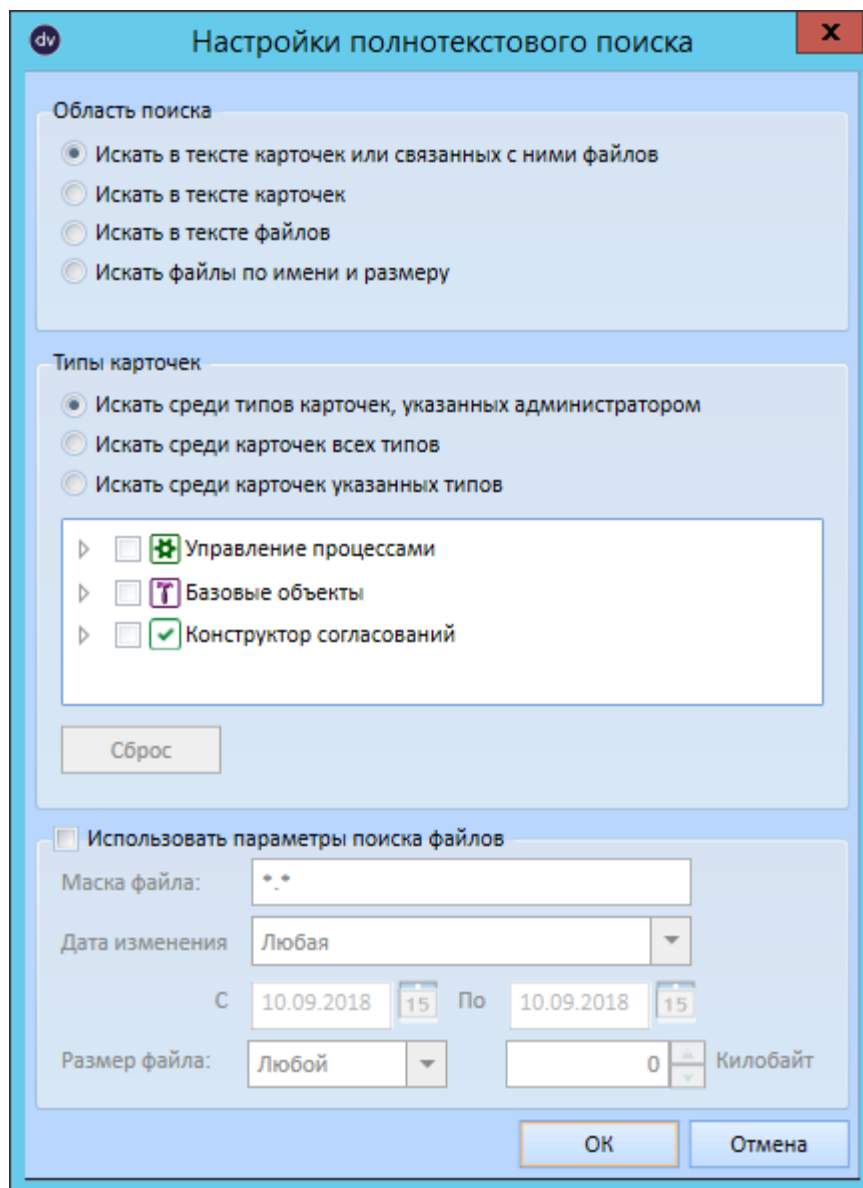 dv Настройки полнотекстового поиска x
Область поиска
Искать в тексте карточек или связанных с ними файлов
Искать в тексте карточек
Искать в тексте файлов
Искать файлы по имени и размеру
Типы карточек
Искать среди типов карточек, указанных администратором
Искать среди карточек всех типов
Искать среди карточек указанных типов
Управление процессами
Базовые объекты
Конструктор согласований
Сброс
Использовать параметры поиска файлов
Маска файла: *.*
Дата изменения Любая
С 10.09.2018 15 По 10.09.2018 15
Размер файла: Любой 0 Килобайт
ОК Отмена